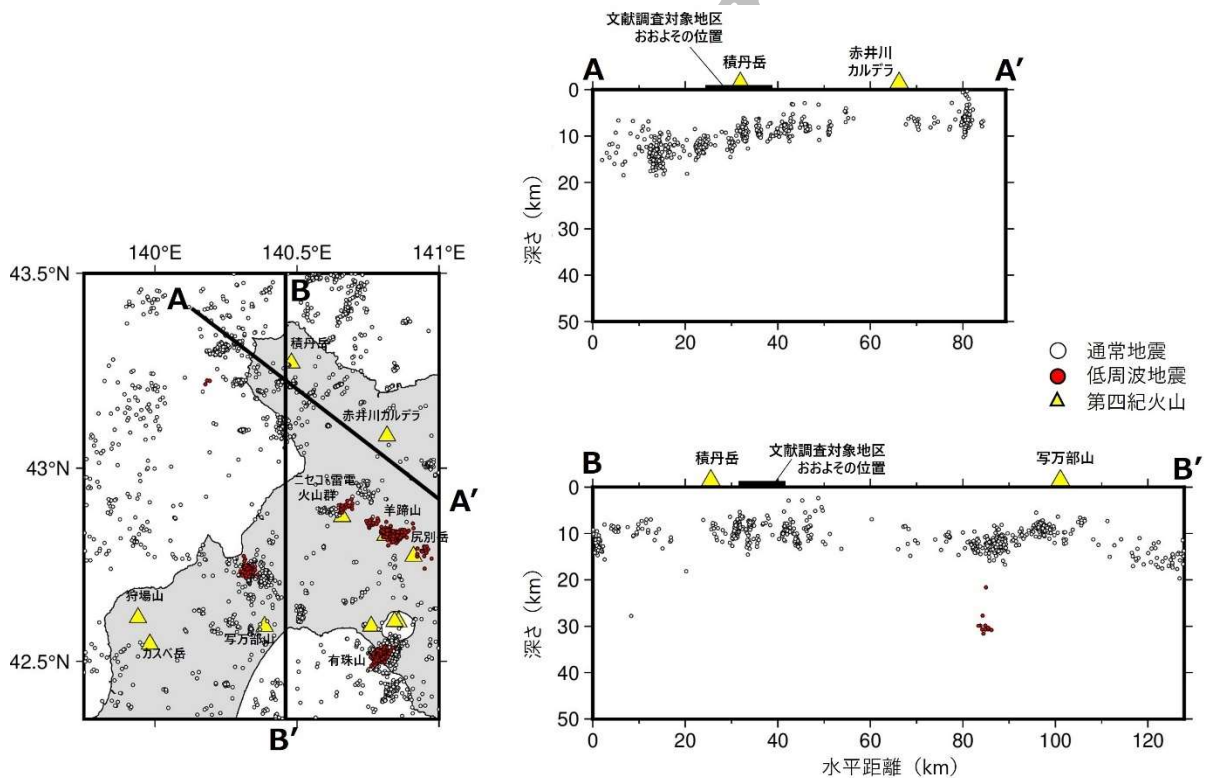 文献調査対象地区
おおよその位置
積丹岳
赤井川
カルデラ
A
A′
0
10
20
30
40
50
深さ（km）
0
20
40
60
80
140°E
140.5°E
141°E
43.5°N
43°N
42.5°N
A
B
積丹岳
赤井川カルデラ
A′
ニセコ・雷電
火山群
羊蹄山
尻別岳
狩場山
カスベ岳
写万部山
有珠山
B′
通常地震
低周波地震
第四紀火山
B
積丹岳
文献調査対象地区
おおよその位置
写万部山
B′
0
10
20
30
40
50
深さ（km）
0
20
40
60
80
100
120
水平距離（km）